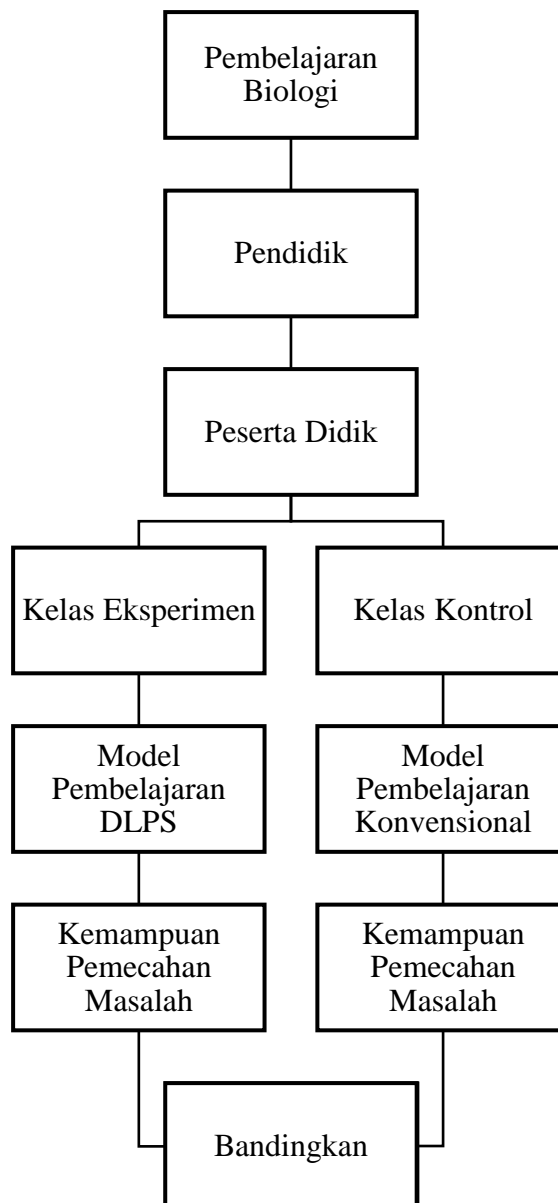 Pembelajaran
Biologi
Pendidik
Peserta Didik
Kelas Eksperimen
Kelas Kontrol
Model
Pembelajaran
DLPS
Model
Pembelajaran
Konvensional
Kemampuan
Pemecahan
Masalah
Kemampuan
Pemecahan
Masalah
Bandingkan